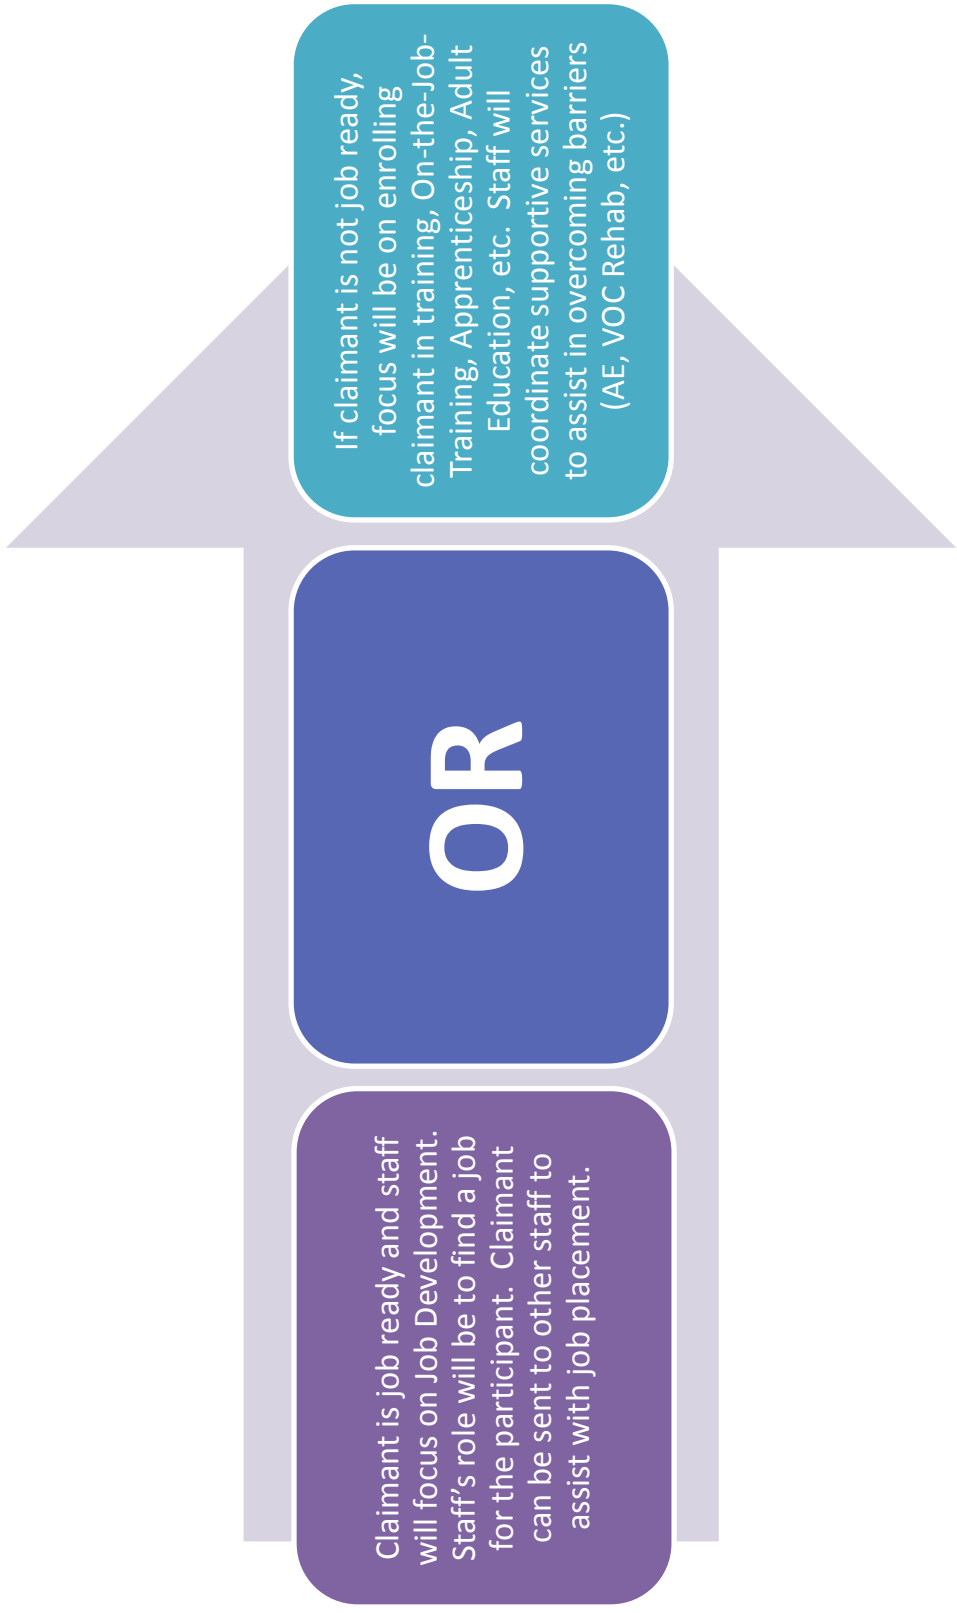 Claimant is job ready and staff
will focus on Job Development.
Staff’s role will be to find a job
for the participant.  Claimant
can be sent to other staff to
assist with job placement.
OR
If claimant is not job ready,
focus will be on enrolling
claimant in training, On-the-Job-
Training, Apprenticeship, Adult
Education, etc.  Staff will
coordinate supportive services
to assist in overcoming barriers
(AE, VOC Rehab, etc.)